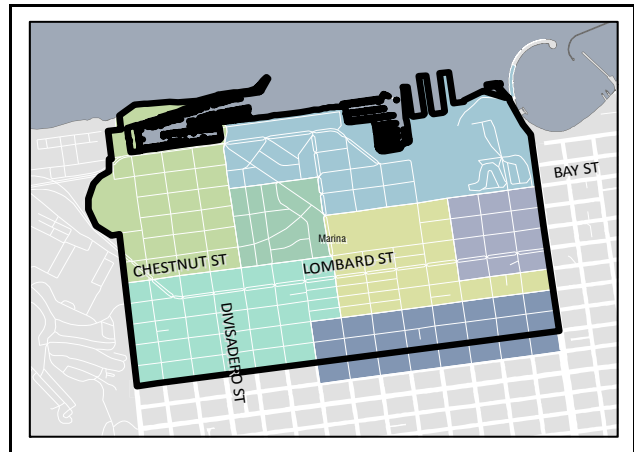 BAY ST
Marina
CHESTNUT ST
LOMBARD ST
DIVISADERO ST